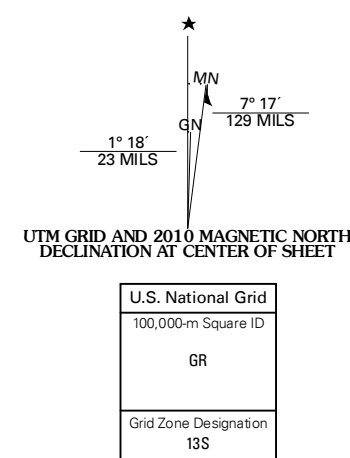 ★
MN
7° 17´
129 MILS
GN
1° 18´
23 MILS
UTM GRID AND 2010 MAGNETIC NORTH
DECLINATION AT CENTER OF SHEET
U.S. National Grid
100,000-m Square ID
GR
Grid Zone Designation
13S